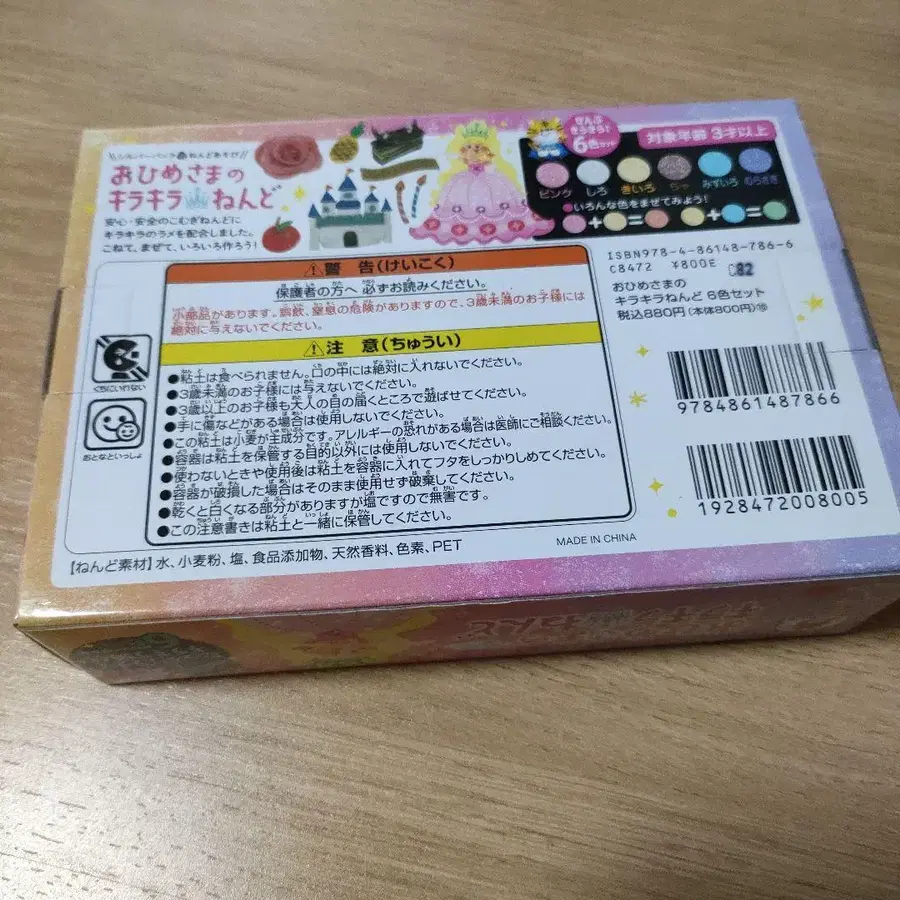 シルバーバックのねんどあそび
おひめさまの
キラキラねんど
安心・安全のこむぎねんどに
キラキラのラメを配合しました。
こねて、まぜて、いろいろ作ろう!
ぜんぶ
きらきら!
6色セット
対象年齢 3才以上
ピンク しろ きいろ ちゃ みずいろ むらさき
●いろんな色をまぜてみよう!
+ = + =
ISBN978-4-86148-786-6
C8472 ¥800E C82
おひめさまの
キラキラねんど 6色セット
税込880円(本体800円)⑩
9784861487866
1928472008005
⚠警 告(けいこく)
保護者の方へ 必ずお読みください。
小部品があります。誤飲、窒息の危険がありますので、3歳未満のお子様には
絶対に与えないでください。
⚠注 意(ちゅうい)
●粘土は食べられません。口の中には絶対に入れないでください。
●3歳未満のお子様には与えないでください。
●3歳以上のお子様も大人の目の届くところで遊ばせてください。
●手に傷などがある場合は使用しないでください。
●この粘土は小麦が主成分です。アレルギーの恐れがある場合は医師にご相談ください。
●容器は粘土を保管する目的以外には使用しないでください。
●使わないときや使用後は粘土を容器に入れてフタをしっかりしめてください。
●容器が破損した場合はそのまま使用せず破棄してください。
●乾くと白くなる部分がありますが塩ですので無害です。
●この注意書きは粘土と一緒に保管してください。
くちにいれない
おとなといっしょ
【ねんど素材】水、小麦粉、塩、食品添加物、天然香料、色素、PET
MADE IN CHINA